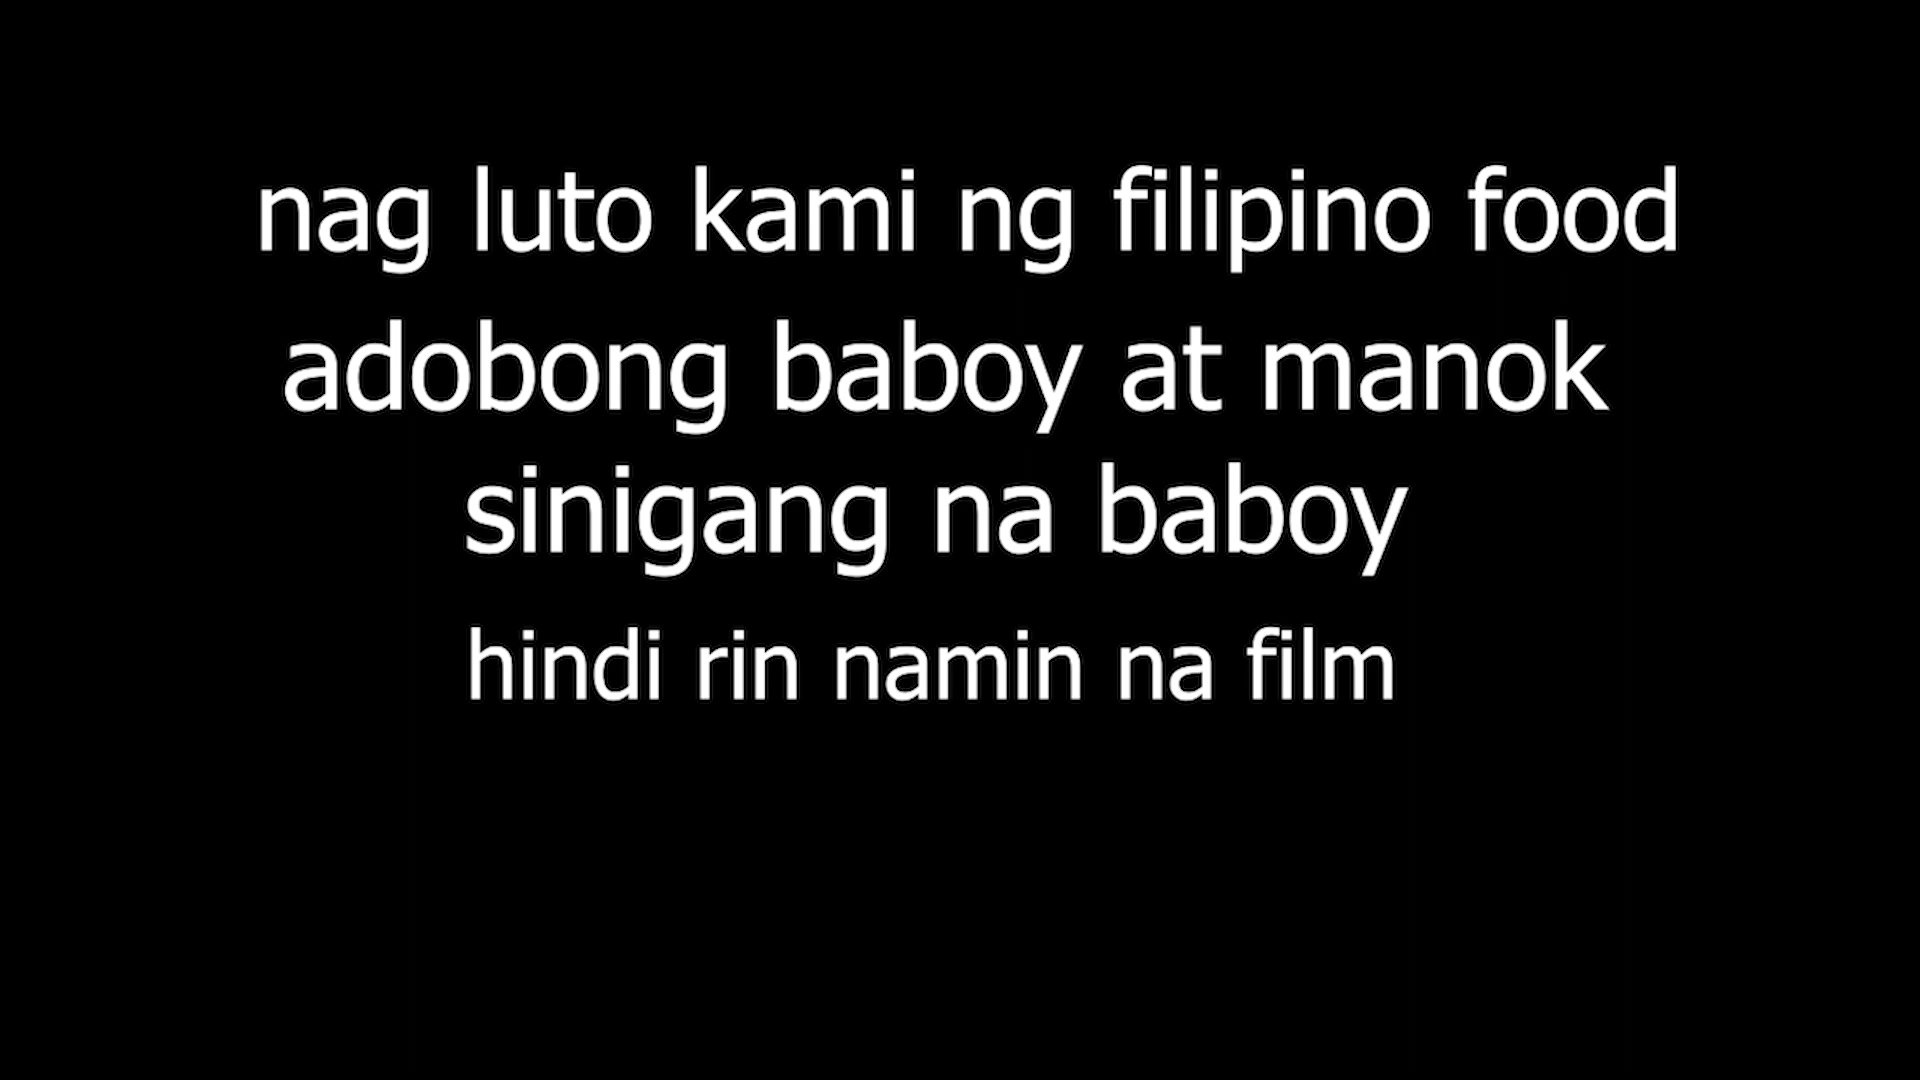 nag luto kami ng filipino food
adobong baboy at manok
sinigang na baboy
hindi rin namin na film